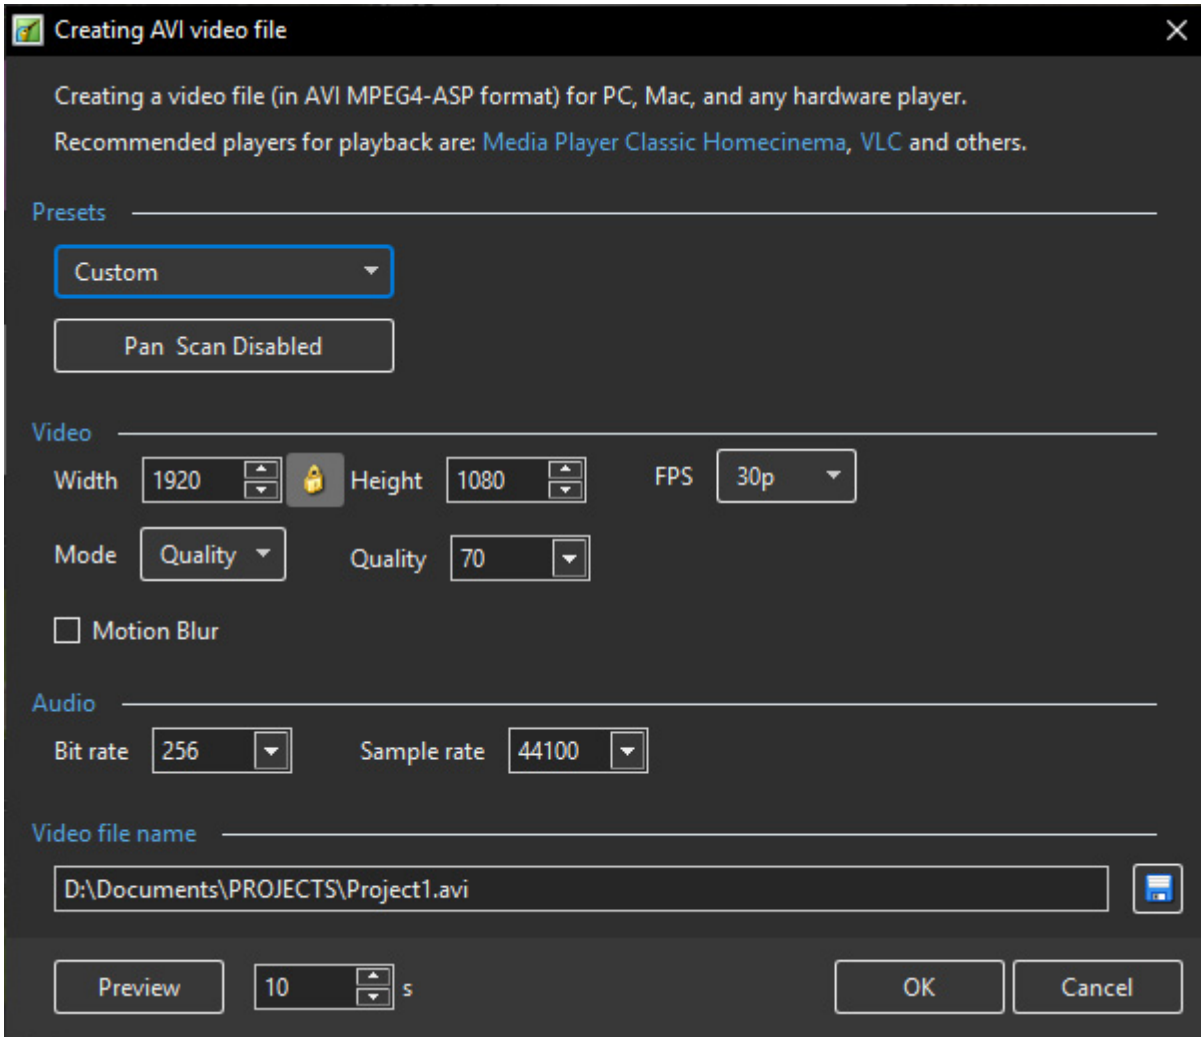 Creating AVI video file
Creating a video file (in AVI MPEG4-ASP format) for PC, Mac, and any hardware player.
Recommended players for playback are: Media Player Classic Homecinema, VLC and others.
Presets
Custom
Pan Scan Disabled
Video
Width 1920 Height 1080 FPS 30p
Mode Quality Quality 70
Motion Blur
Audio
Bit rate 256 Sample rate 44100
Video file name
D:\Documents\PROJECTS\Project1.avi
Preview 10 s OK Cancel